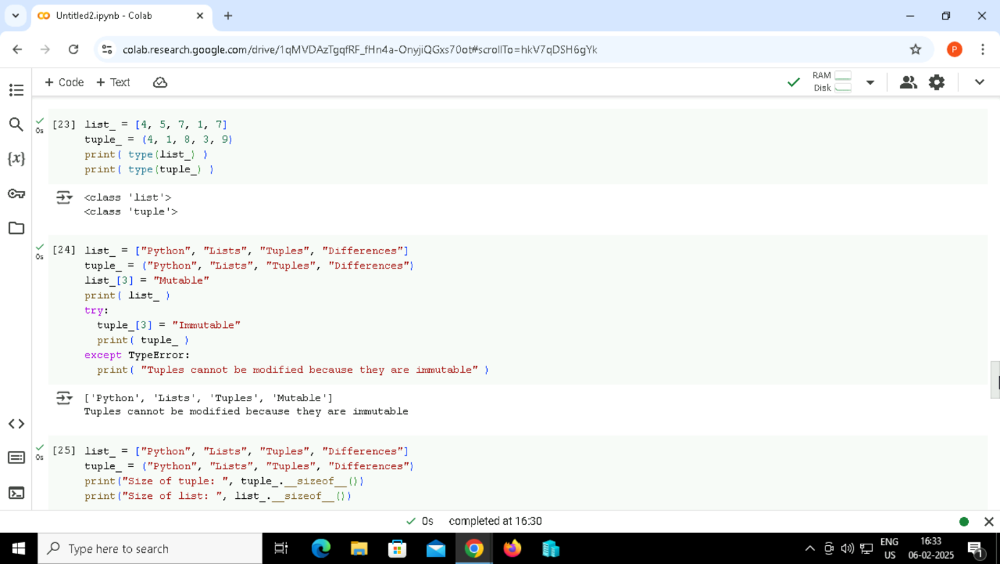 Untitled2.ipynb - Colab
colab.research.google.com/drive/1qMVDAzTgqfRF_fHn4a-OnyjiQGxs70ot#scrollTo=hkV7qDSH6gYk
P
+ Code + Text
RAM
Disk
{x}
0s
[23] list_ = [4, 5, 7, 1, 7]
tuple_ = (4, 1, 8, 3, 9)
print( type(list_) )
print( type(tuple_) )
<class 'list'>
<class 'tuple'>
0s
[24] list_ = ["Python", "Lists", "Tuples", "Differences"]
tuple_ = ("Python", "Lists", "Tuples", "Differences")
list_[3] = "Mutable"
print( list_ )
try:
tuple_[3] = "Immutable"
print( tuple_ )
except TypeError:
print( "Tuples cannot be modified because they are immutable" )
['Python', 'Lists', 'Tuples', 'Mutable']
Tuples cannot be modified because they are immutable
0s
[25] list_ = ["Python", "Lists", "Tuples", "Differences"]
tuple_ = ("Python", "Lists", "Tuples", "Differences")
print("Size of tuple: ", tuple_.__sizeof__())
print("Size of list: ", list_.__sizeof__())
0s completed at 16:30
Type here to search
ENG
US
16:33
06-02-2025
1